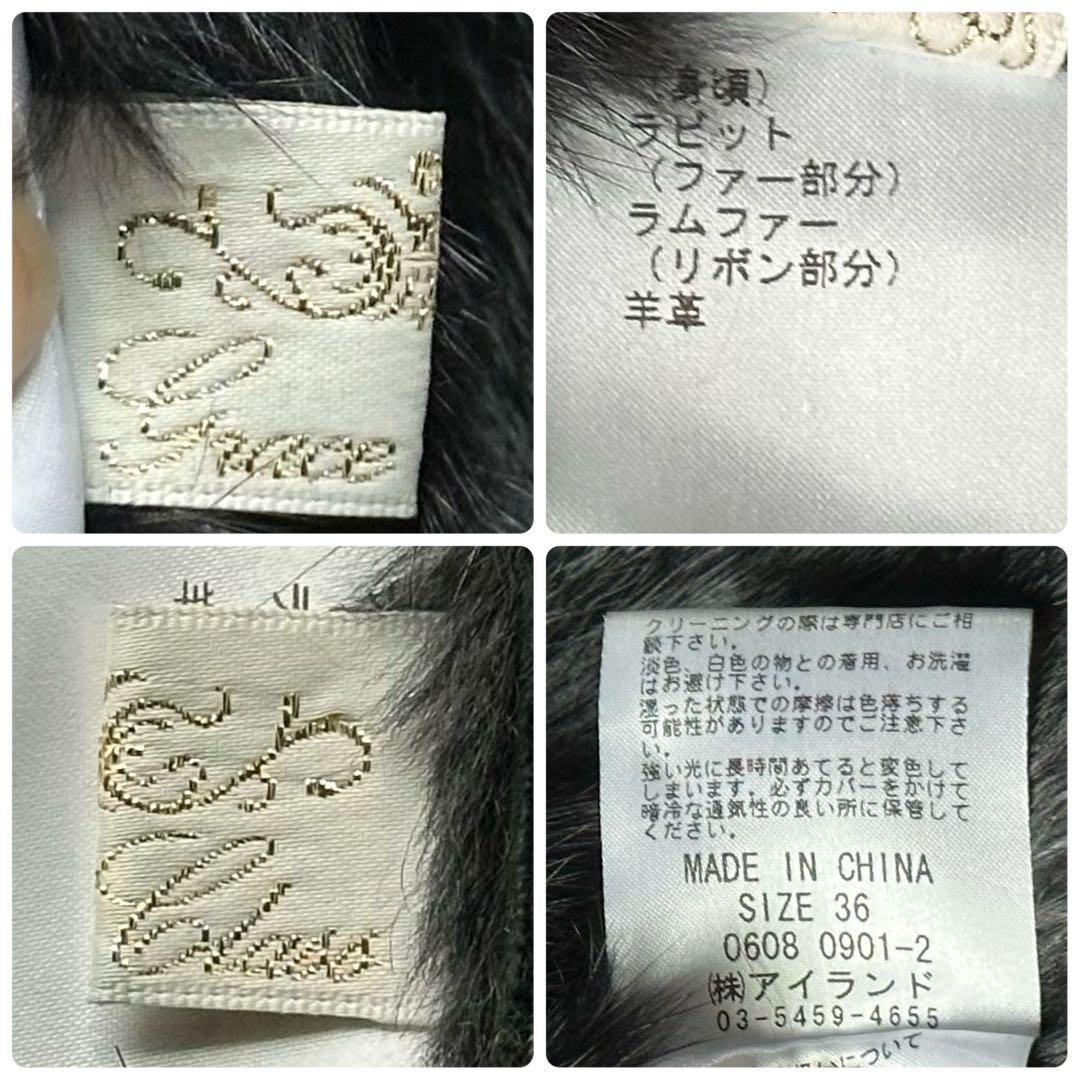 Grace
（身頃）
ラビット
（ファー部分）
ラムファー
（リボン部分）
羊革
クリーニングの際は専門店にご相
談下さい。
淡色、白色の物との着用、お洗濯
はお避け下さい。
湿った状態での摩擦は色落ちする
可能性がありますのでご注意下さ
い。
強い光に長時間あてると変色して
しまいます。必ずカバーをかけて
暗冷な通気性の良い所に保管して
ください。
MADE IN CHINA
SIZE 36
0608 0901-2
㈱アイランド
03-5459-4655
について